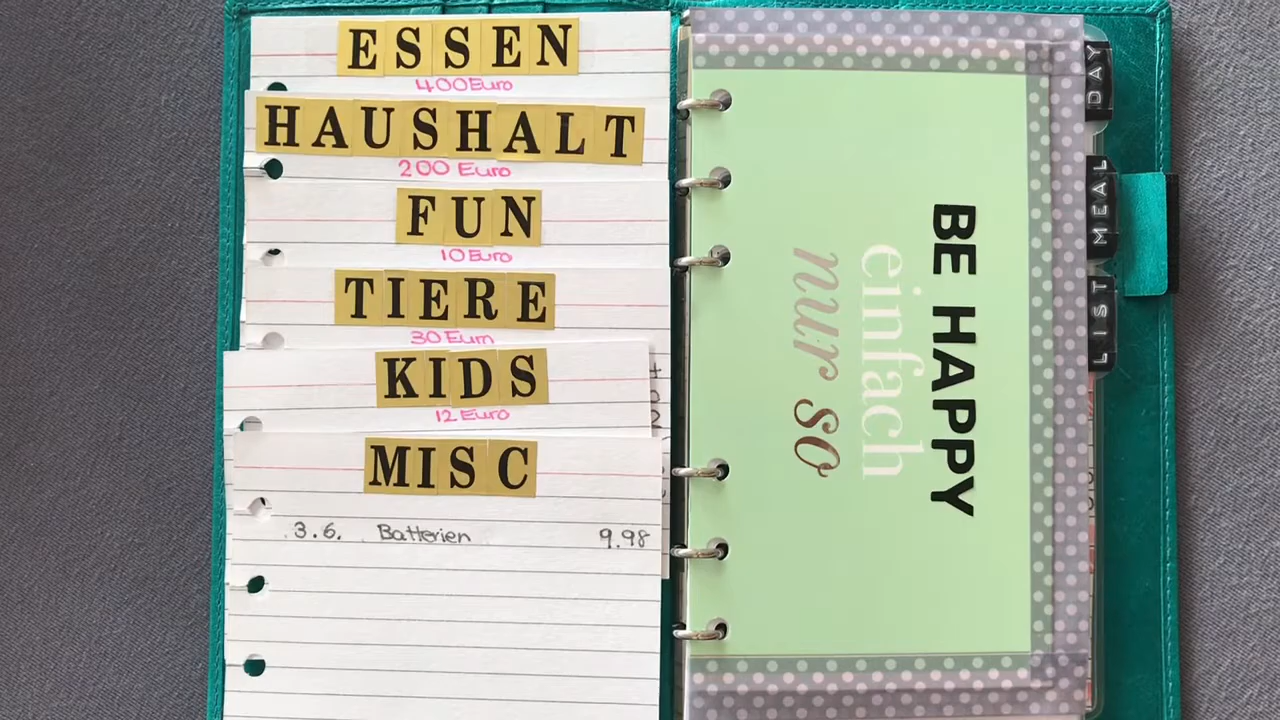 ESSEN
400 Euro
HAUSHALT
200 Euro
FUN
10 Euro
TIERE
30 Euro
KIDS
12 Euro
MISC
3.6. Batterien 9.98
BE HAPPY
einfach
nur so
DAY
MEAL
LIST